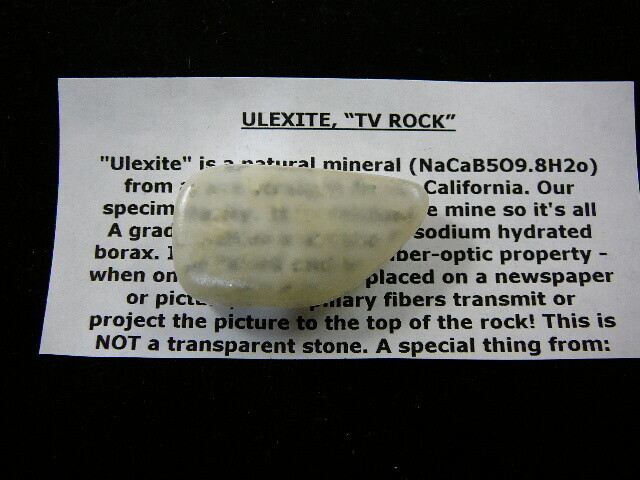 ULEXITE, “TV ROCK”
"Ulexite" is a natural mineral (NaCaB5O9.8H2o)
from California. Our
specim e mine so it's all
A grad sodium hydrated
borax. I iber-optic property -
when on placed on a newspaper
or pictu pillary fibers transmit or
project the picture to the top of the rock! This is
NOT a transparent stone. A special thing from: